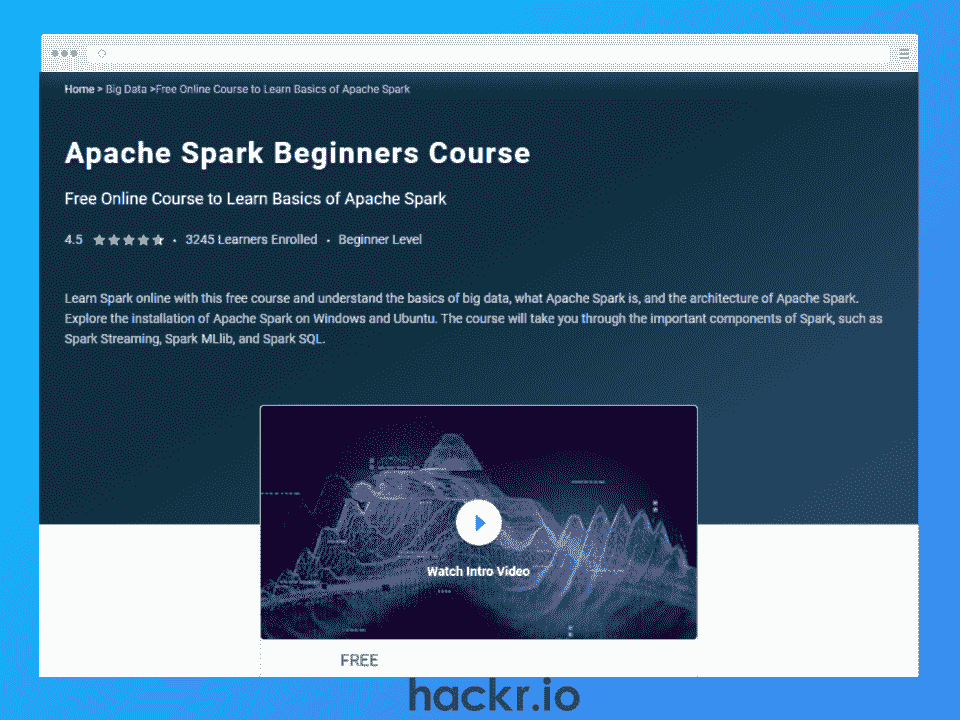 Home > Big Data >Free Online Course to Learn Basics of Apache Spark
Apache Spark Beginners Course
Free Online Course to Learn Basics of Apache Spark
4.5 ★★★★★ • 3245 Learners Enrolled • Beginner Level
Learn Spark online with this free course and understand the basics of big data, what Apache Spark is, and the architecture of Apache Spark.
Explore the installation of Apache Spark on Windows and Ubuntu. The course will take you through the important components of Spark, such as
Spark Streaming, Spark MLlib, and Spark SQL.
Watch Intro Video
FREE
hackr.io